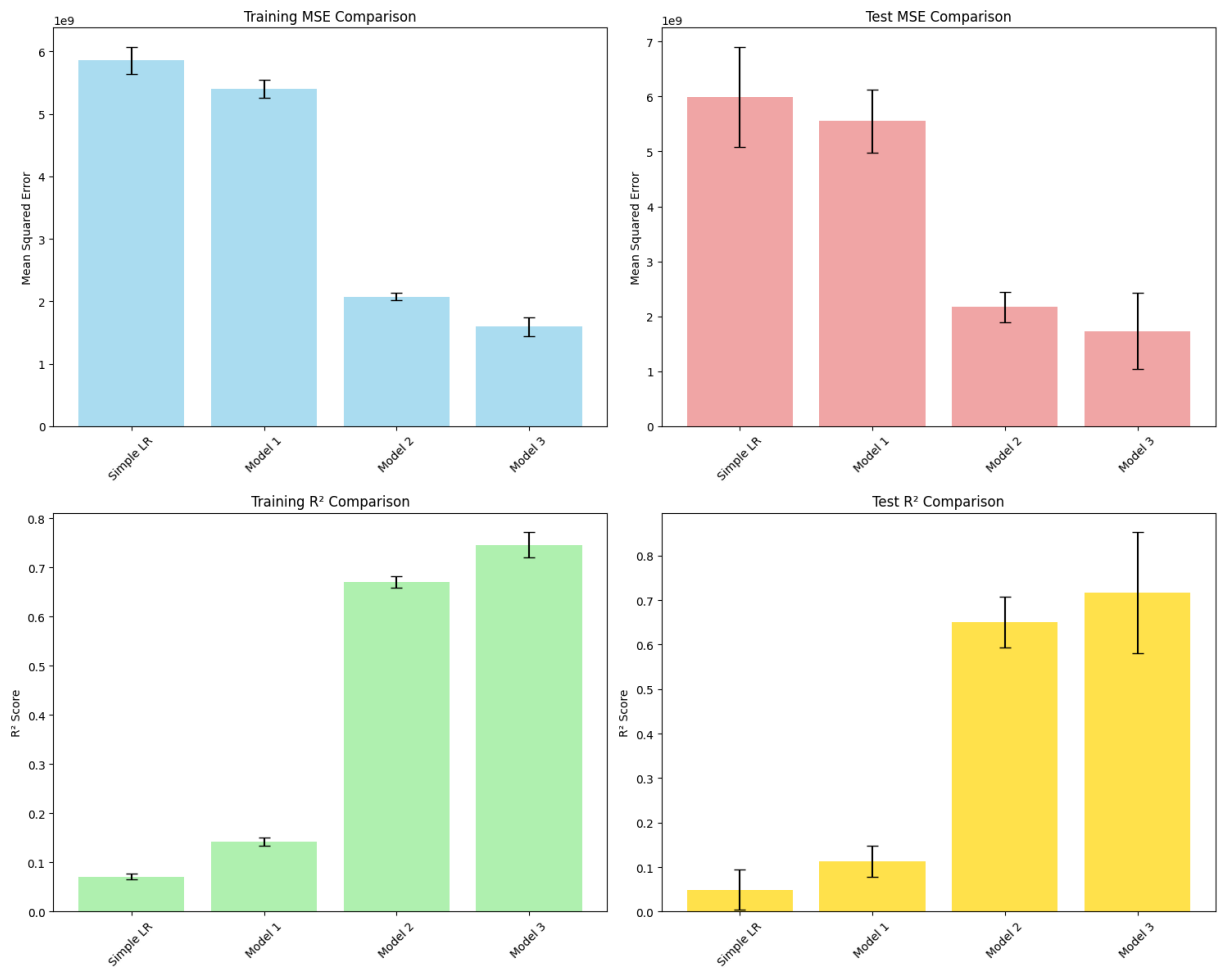 Training MSE Comparison
1e9
Mean Squared Error
6
5
4
3
2
1
0
Simple LR
Model 1
Model 2
Model 3
Test MSE Comparison
1e9
Mean Squared Error
7
6
5
4
3
2
1
0
Simple LR
Model 1
Model 2
Model 3
Training R² Comparison
R² Score
0.8
0.7
0.6
0.5
0.4
0.3
0.2
0.1
0.0
Simple LR
Model 1
Model 2
Model 3
Test R² Comparison
R² Score
0.8
0.7
0.6
0.5
0.4
0.3
0.2
0.1
0.0
Simple LR
Model 1
Model 2
Model 3